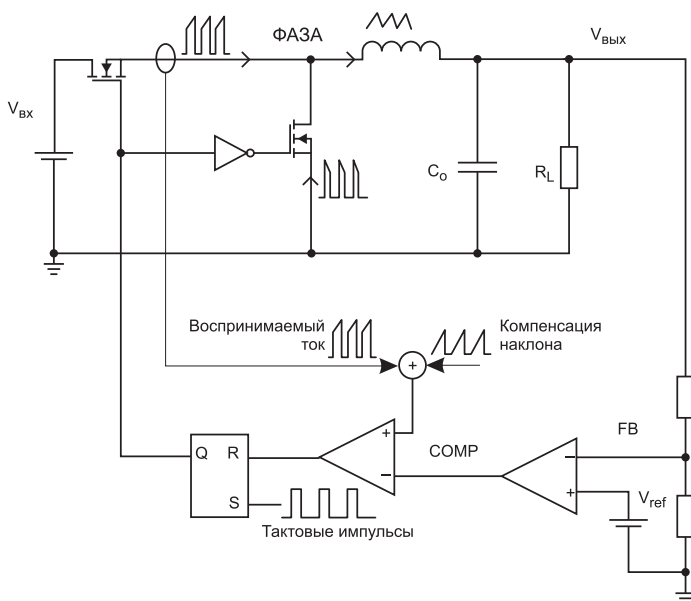 ФАЗА
Vвых
Vвх
Co
RL
Воспринимаемый
ток
Компенсация
наклона
+
Q
R
S
+
−
COMP
FB
−
+
Vref
Тактовые импульсы